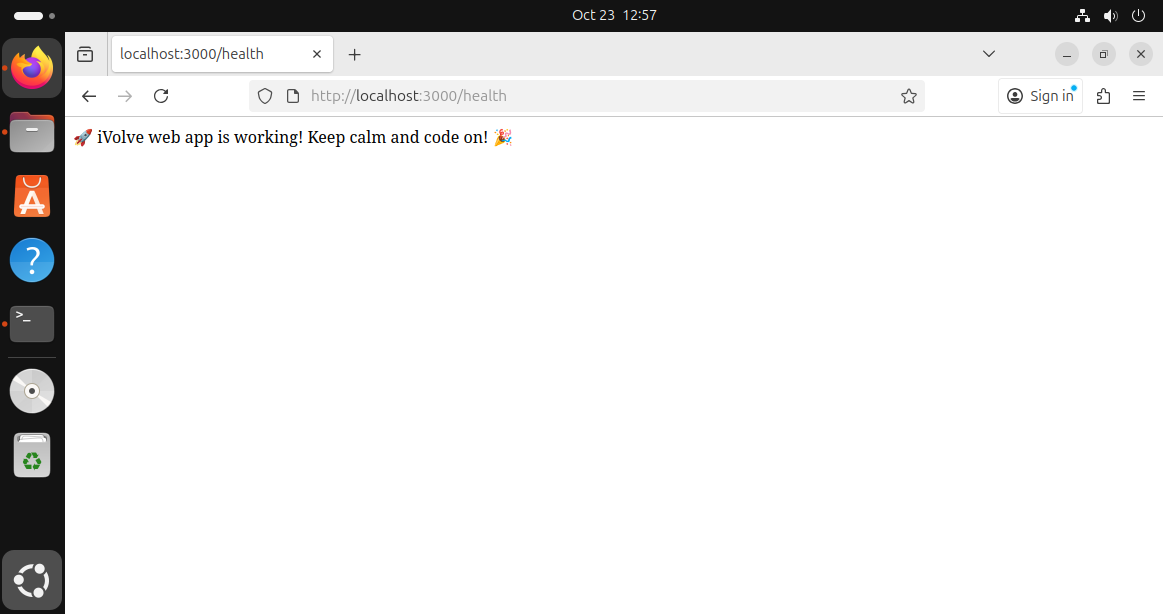 Oct 23 12:57
localhost:3000/health
http://localhost:3000/health
Sign in
🚀 iVolve web app is working! Keep calm and code on! 🎉
A
?
>_